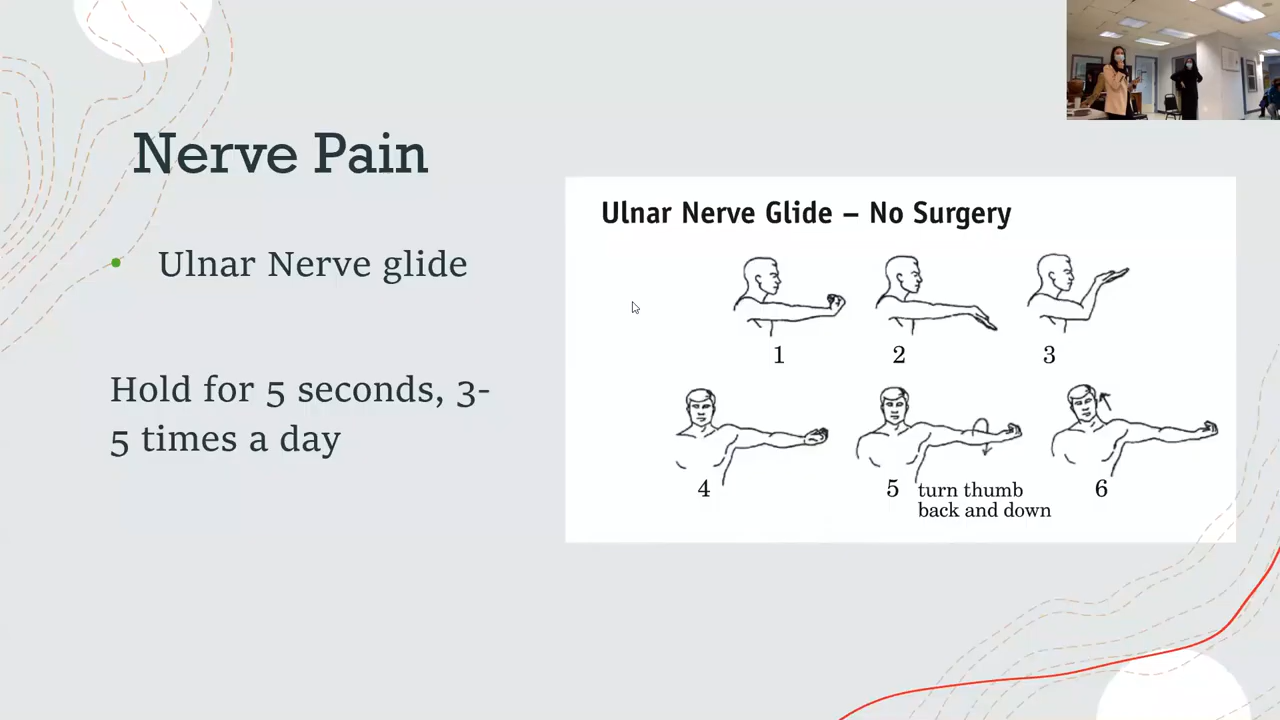 Nerve Pain
• Ulnar Nerve glide
Hold for 5 seconds, 3-
5 times a day
Ulnar Nerve Glide – No Surgery
1 2 3
4 5 6
turn thumb
back and down